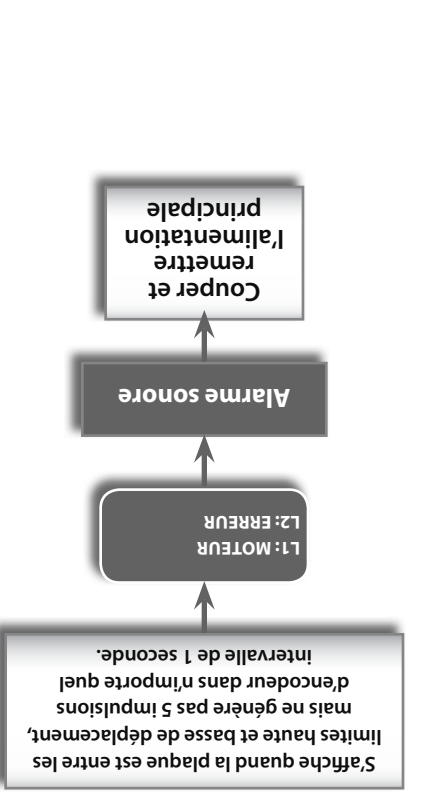 S'affiche quand la plaque est entre les
limites haute et basse de déplacement,
mais ne génère pas 5 impulsions
d'encodeur dans n'importe quel
intervalle de 1 seconde.
L1: MOTEUR
L2: ERREUR
Alarme sonore
Couper et
remettre
l'alimentation
principale